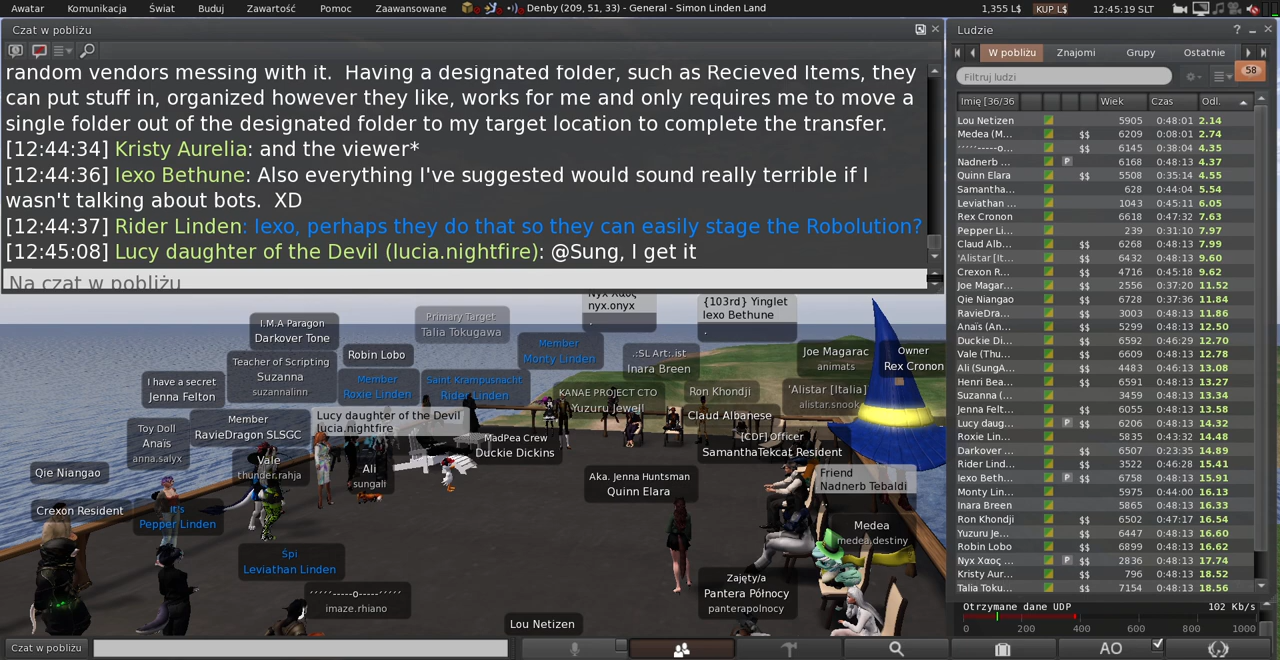 Awatar Komunikacja Świat Buduj Zawartość Pomoc Zaawansowane Denby (209, 51, 33) - General - Simon Linden Land 1,355 L$ KUP L$ 12:45:19 SLT
Czat w pobliżu
random vendors messing with it. Having a designated folder, such as Recieved Items, they
can put stuff in, organized however they like, works for me and only requires me to move a
single folder out of the designated folder to my target location to complete the transfer.
[12:44:34] Kristy Aurelia: and the viewer*
[12:44:36] Iexo Bethune: Also everything I've suggested would sound really terrible if I
wasn't talking about bots. XD
[12:44:37] Rider Linden: Iexo, perhaps they do that so they can easily stage the Robolution?
[12:45:08] Lucy daughter of the Devil (lucia.nightfire): @Sung, I get it
Na czat w pobliżu
Nyx Χαος
nyx.onyx
.
{103rd} Yinglet
Iexo Bethune
.
I.M.A Paragon
Darkover Tone
Primary Target
Talia Tokugawa
Member
Monty Linden
Teacher of Scripting
Suzanna
suzannalinn
Robin Lobo
.:SL Art:.ist
Inara Breen
Joe Magarac
animats
Owner
Rex Cronon
I have a secret
Jenna Felton
Member
Roxie Linden
Saint Krampusnacht
Rider Linden
KANAE PROJECT CTO
Yuzuru Jewell
Ron Khondji
'Alistar [Italia]
alistar.snook
Toy Doll
Anaïs
anna.salyx
Member
RavieDragon SLSGC
Lucy daughter of the Devil
lucia.nightfire
Claud Albanese
MadPea Crew
Duckie Dickins
[CDF] Officer
SamanthaTekcat Resident
Qie Niangao
Vale
thunder.rahja
Ali
sungali
Aka. Jenna Huntsman
Quinn Elara
Friend
Nadnerb Tebaldi
Crexon Resident
It's
Pepper Linden
Medea
medea.destiny
Śpi
Leviathan Linden
´´´´´-----o-----´´´´´
imaze.rhiano
Zajęty/a
Pantera Północy
panterapolnocy
Lou Netizen
Czat w pobliżu
Ludzie
W pobliżu Znajomi Grupy Ostatnie
Filtruj ludzi
58
Imię [36/36 Wiek Czas Odl.
Lou Netizen 5905 0:48:01 2.14
Medea (M... $$ 6209 0:08:01 2.74
´´´´´-----o... $$ 6145 0:38:04 4.35
Nadnerb ... P 6168 0:48:13 4.37
Quinn Elara $$ 5508 0:35:14 4.55
Samantha... 628 0:44:04 5.54
Leviathan ... 1043 0:45:11 6.05
Rex Cronon 6618 0:47:32 7.63
Pepper Li... 239 0:31:10 7.97
Claud Alb... $$ 6268 0:48:13 7.99
'Alistar [It... $$ 6432 0:48:13 9.60
Crexon R... $$ 4716 0:45:18 9.62
Joe Magar... $$ 2556 0:37:20 11.52
Qie Niangao $$ 6728 0:37:36 11.84
RavieDra... $$ 3003 0:48:13 11.86
Anaïs (An... $$ 5299 0:48:13 12.50
Duckie Di... $$ 6592 0:46:29 12.70
Vale (Thu... $$ 6609 0:48:13 12.78
Ali (SungA... $$ 4483 0:46:13 13.08
Henri Bea... $$ 6591 0:48:13 13.27
Suzanna (... $$ 3459 0:48:13 13.34
Jenna Felt... $$ 6055 0:48:13 13.58
Lucy daug... P $$ 6206 0:48:13 14.32
Roxie Lin... 5835 0:43:32 14.48
Darkover ... $$ 6507 0:23:35 14.89
Rider Lind... $$ 3522 0:46:28 15.41
Iexo Beth... P $$ 6758 0:48:13 15.91
Monty Lin... 5975 0:44:00 16.13
Inara Breen 5865 0:48:13 16.33
Ron Khondji $$ 6502 0:47:17 16.54
Yuzuru Je... $$ 6447 0:48:13 16.60
Robin Lobo $$ 6899 0:48:13 16.62
Nyx Χαος ... P $$ 2836 0:48:13 17.74
Kristy Aur... $$ 796 0:48:13 18.52
Talia Toku... $$ 7154 0:48:13 18.56
Otrzymane dane UDP 102 Kb/s
0 200 400 600 800 1000
AO